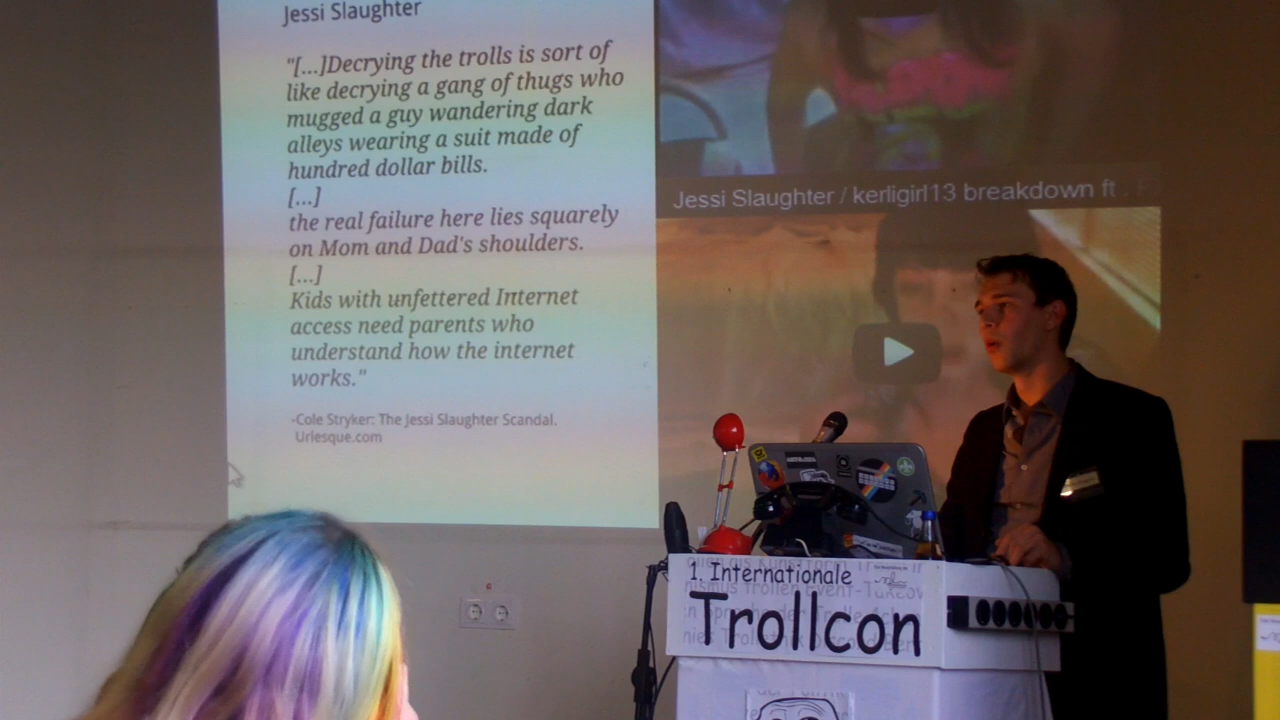 Jessi Slaughter
"[...]Decrying the trolls is sort of
like decrying a gang of thugs who
mugged a guy wandering dark
alleys wearing a suit made of
hundred dollar bills.
[...]
the real failure here lies squarely
on Mom and Dad's shoulders.
[...]
Kids with unfettered Internet
access need parents who
understand how the internet
works."
-Cole Stryker: The Jessi Slaughter Scandal.
Urlesque.com
Jessi Slaughter / kerligirl13 breakdown ft .
1. Internationale
Trollcon